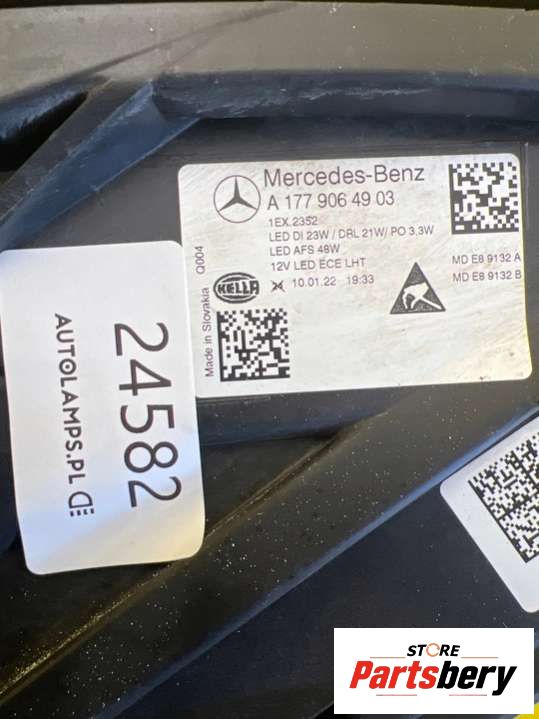 Mercedes-Benz
A 177 906 49 03
1EX.2352
LED DI 23W / DRL 21W/ PO 3,3W
LED AFS 48W
12V LED ECE LHT
10.01.22 19:33
HELLA
MD E8 9132 A
MD E8 9132 B
Made in Slovakia Q004
24582
AUTOLAMPS.PL
STORE
Partsbery